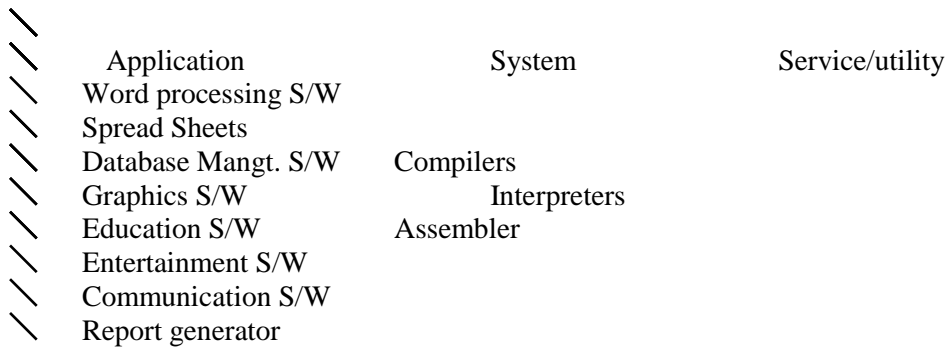 Application System Service/utility
Word processing S/W
Spread Sheets
Database Mangt. S/W Compilers
Graphics S/W Interpreters
Education S/W Assembler
Entertainment S/W
Communication S/W
Report generator